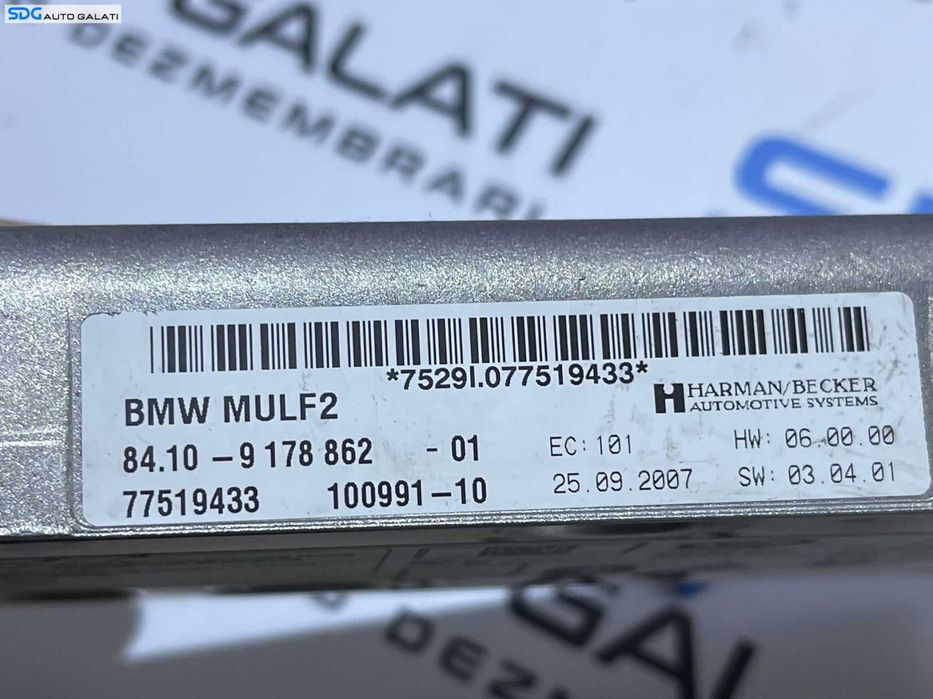 SDG AUTO GALATI
GALATI
DEZMEMBRARI
*7529I.077519433*
BMW MULF2
HARMAN/BECKER
AUTOMOTIVE SYSTEMS
84.10 – 9 178 862 - 01
EC: 101
HW: 06.00.00
77519433 100991–10
25.09.2007
SW: 03.04.01